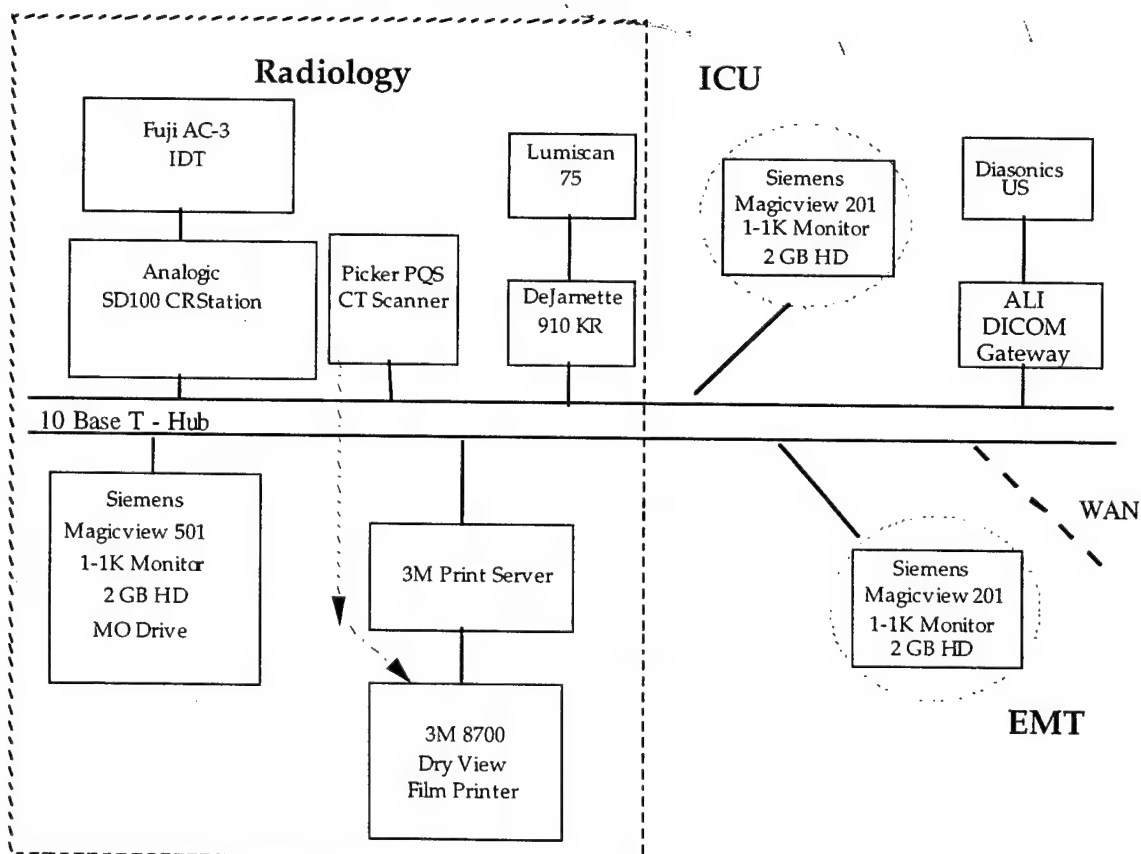 Radiology
ICU
Fuji AC-3
IDT
Lumiscan
75
Siemens
Magicview 201
1-1K Monitor
2 GB HD
Diasonics
US
Analogic
SD100 CRStation
Picker PQS
CT Scanner
DeJarnette
910 KR
ALI
DICOM
Gateway
10 Base T - Hub
Siemens
Magicview 501
1-1K Monitor
2 GB HD
MO Drive
3M Print Server
WAN
Siemens
Magicview 201
1-1K Monitor
2 GB HD
3M 8700
Dry View
Film Printer
EMT